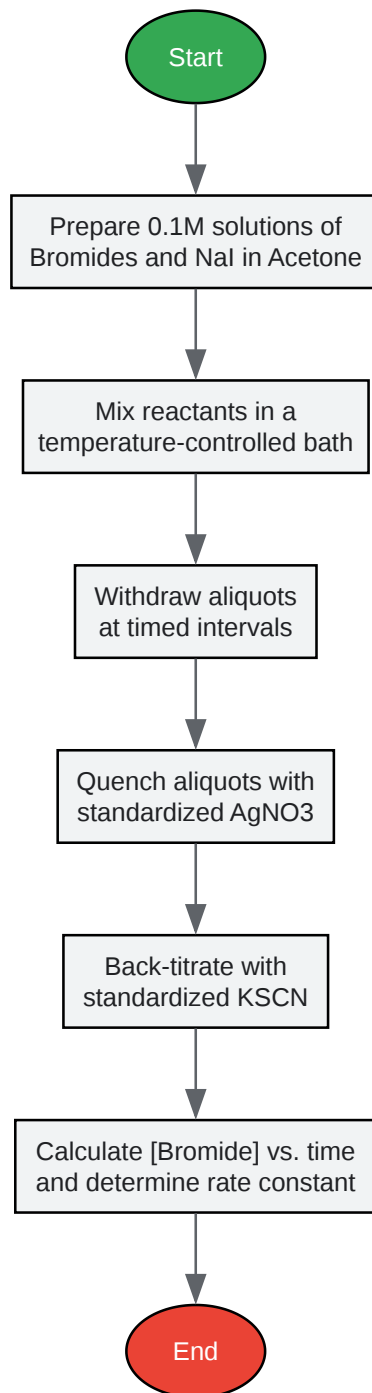 Start
Prepare 0.1M solutions of
Bromides and NaI in Acetone
Mix reactants in a
temperature-controlled bath
Withdraw aliquots
at timed intervals
Quench aliquots with
standardized AgNO3
Back-titrate with
standardized KSCN
Calculate [Bromide] vs. time
and determine rate constant
End